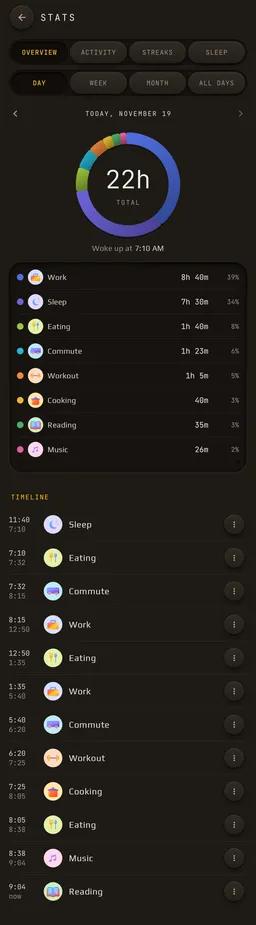 STATS
OVERVIEW ACTIVITY STREAKS SLEEP
DAY WEEK MONTH ALL DAYS
TODAY, NOVEMBER 19
22h
TOTAL
Woke up at 7:10 AM
Work 8h 40m 39%
Sleep 7h 30m 34%
Eating 1h 40m 8%
Commute 1h 23m 6%
Workout 1h 5m 5%
Cooking 40m 3%
Reading 35m 3%
Music 26m 2%
TIMELINE
11:40
7:10
Sleep
7:10
7:32
Eating
7:32
8:15
Commute
8:15
12:50
Work
12:50
1:35
Eating
1:35
5:40
Work
5:40
6:20
Commute
6:20
7:25
Workout
7:25
8:05
Cooking
8:05
8:38
Eating
8:38
9:04
Music
9:04
now
Reading